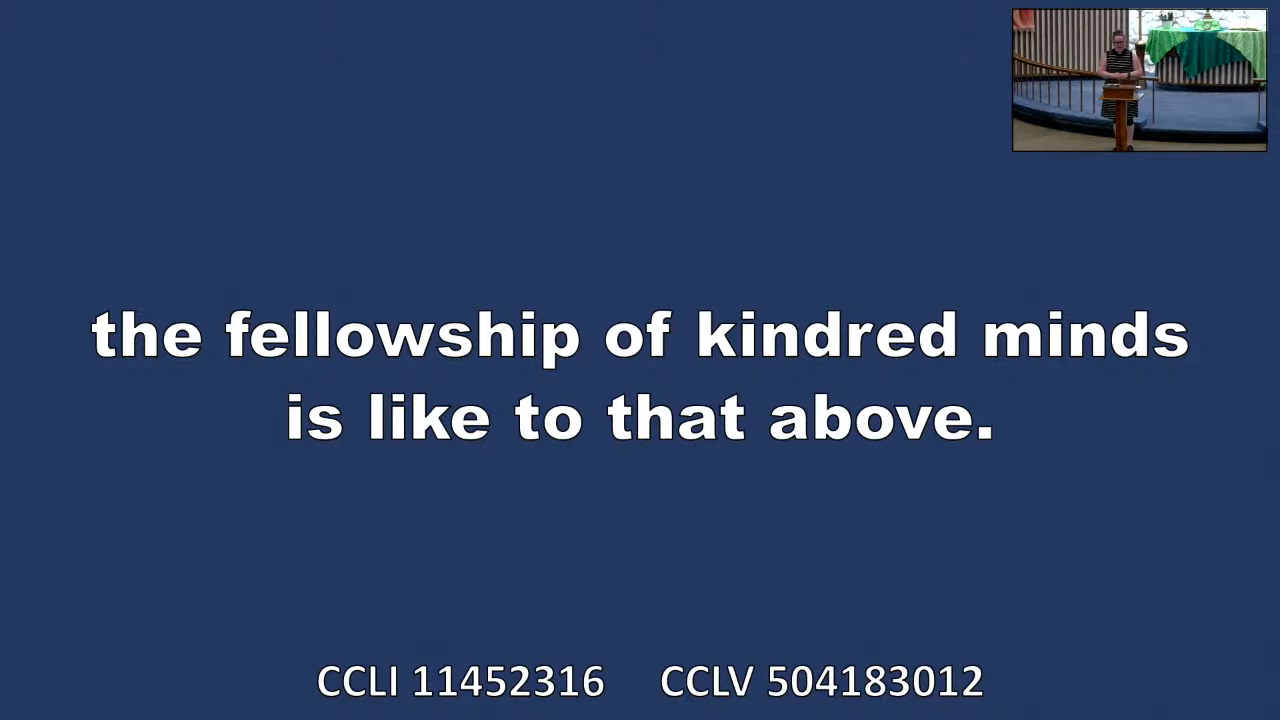 the fellowship of kindred minds
is like to that above.
CCLI 11452316 CCLV 504183012